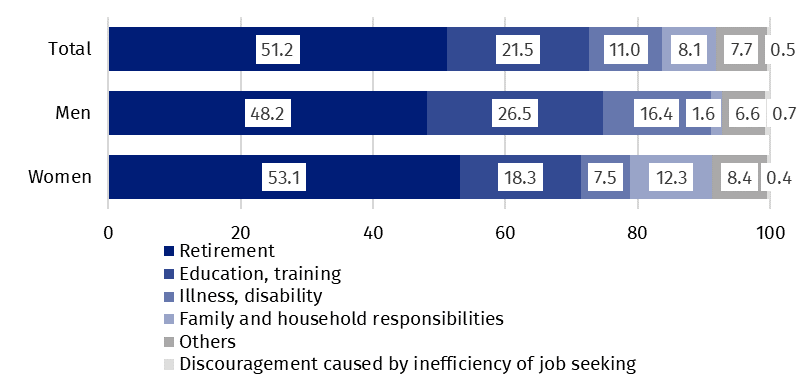 Total 51.2 21.5 11.0 8.1 7.7 0.5
Men 48.2 26.5 16.4 1.6 6.6 0.7
Women 53.1 18.3 7.5 12.3 8.4 0.4
0 20 40 60 80 100
Retirement
Education, training
Illness, disability
Family and household responsibilities
Others
Discouragement caused by inefficiency of job seeking